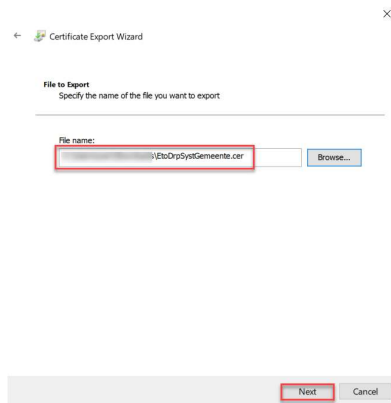 Certificate Export Wizard
File to Export
Specify the name of the file you want to export
File name:
\EtoDrpSystGemeente.cer
Browse...
Next
Cancel